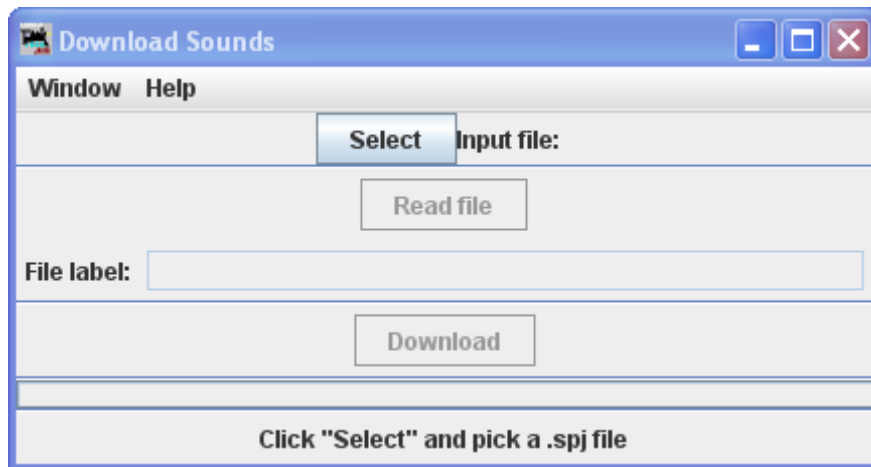 Download Sounds
Window Help
Select Input file:
Read file
File label:
Download
Click "Select" and pick a .spj file